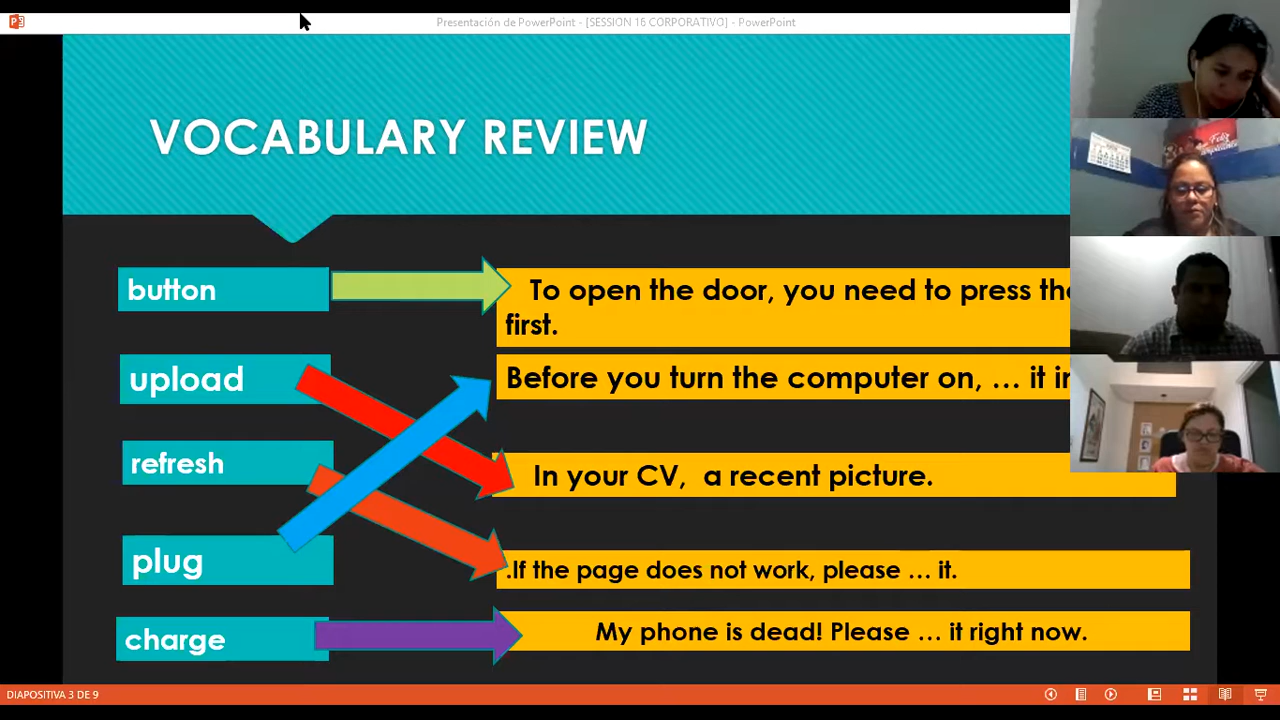 Presentación de PowerPoint - [SESSION 16 CORPORATIVO] - PowerPoint
VOCABULARY REVIEW
button
To open the door, you need to press the
first.
upload
Before you turn the computer on, … it in
refresh
In your CV, a recent picture.
plug
.If the page does not work, please … it.
charge
My phone is dead! Please … it right now.
DIAPOSITIVA 3 DE 9